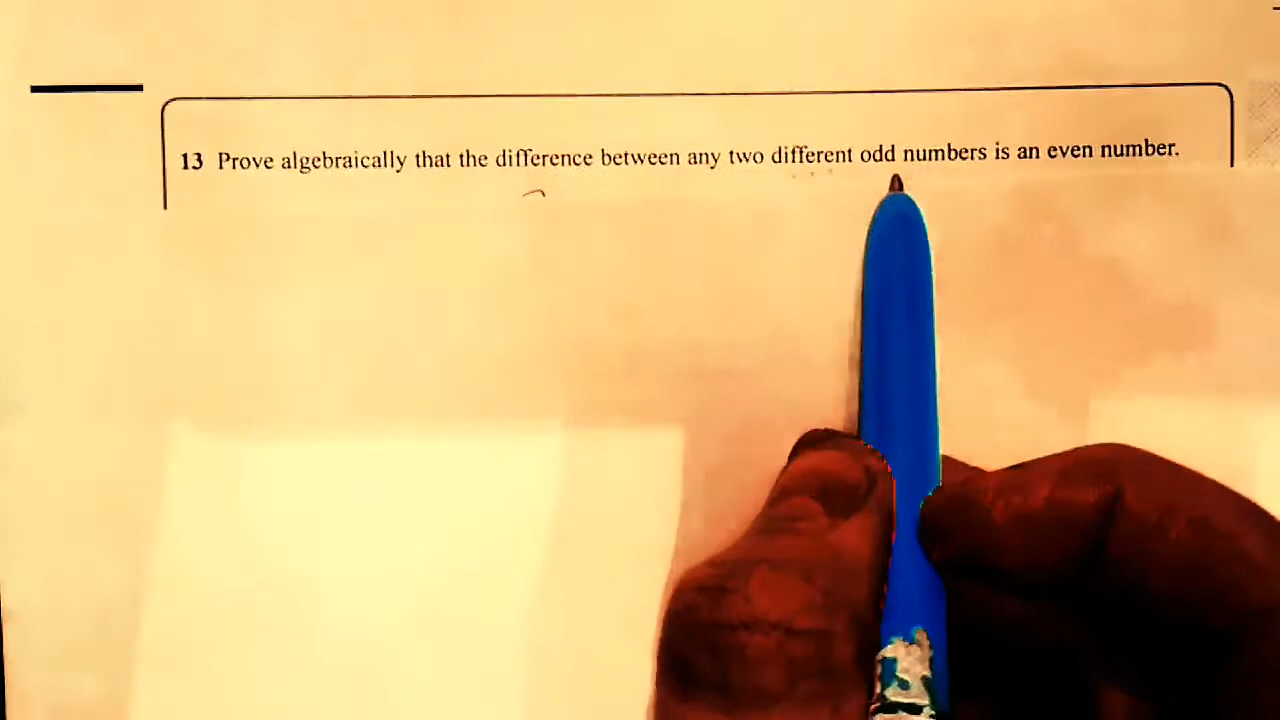 13 Prove algebraically that the difference between any two different odd numbers is an even number.